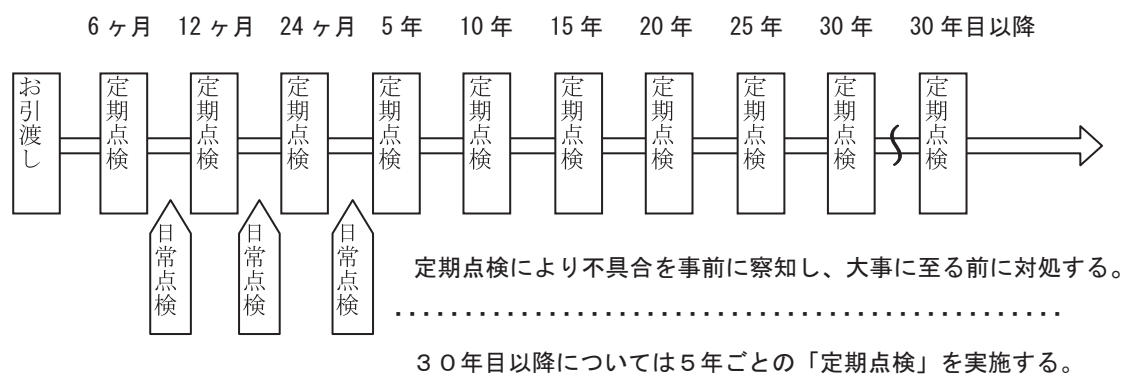 6ヶ月 12ヶ月 24ヶ月 5年 10年 15年 20年 25年 30年 30年目以降
お引渡し
定期点検
定期点検
定期点検
定期点検
定期点検
定期点検
定期点検
定期点検
定期点検
定期点検
日常点検
日常点検
日常点検
定期点検により不具合を事前に察知し、大事に至る前に対処する。
３０年目以降については５年ごとの「定期点検」を実施する。